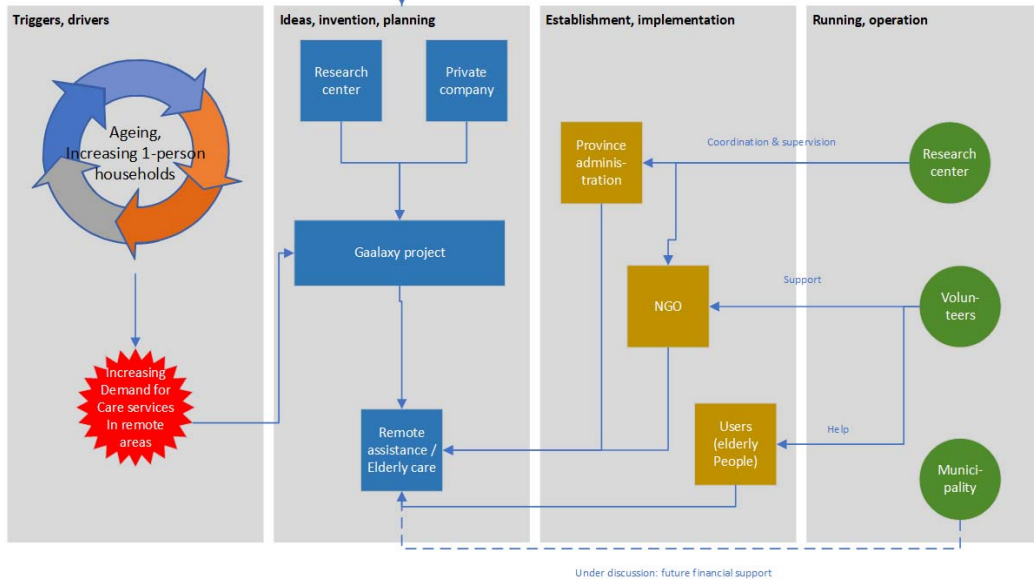 Triggers, drivers
Ageing,
Increasing 1-person
households
Increasing
Demand for
Care services
In remote
areas
Ideas, invention, planning
Research
center
Private
company
Gaalaxy project
Remote
assistance /
Elderly care
Establishment, implementation
Province
adminis-
tration
NGO
Users
(elderly
People)
Running, operation
Coordination & supervision
Research
center
Support
Volun-
teers
Help
Munici-
pality
Under discussion: future financial support